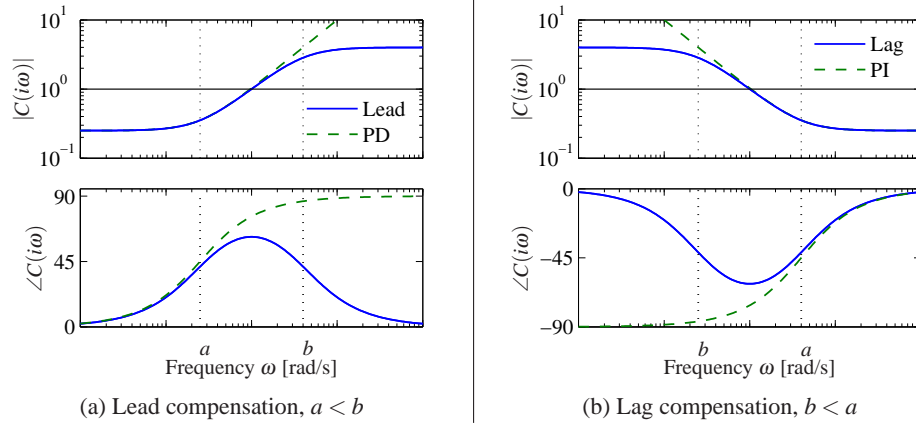 10^1
10^0
10^{-1}
|C(iω)|
Lead
PD
90
45
0
∠C(iω)
a
b
Frequency ω [rad/s]
(a) Lead compensation, a < b
10^1
10^0
10^{-1}
|C(iω)|
Lag
PI
0
−45
−90
∠C(iω)
b
a
Frequency ω [rad/s]
(b) Lag compensation, b < a